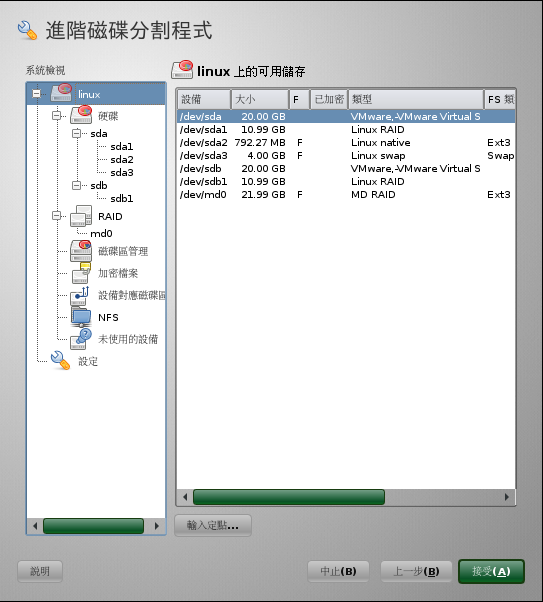 進階磁碟分割程式
系統檢視
linux
硬碟
sda
sda1
sda2
sda3
sdb
sdb1
RAID
md0
磁碟區管理
加密檔案
設備對應磁碟區
NFS
未使用的設備
設定
linux 上的可用儲存
設備 大小 F 已加密 類型 FS 類
/dev/sda 20.00 GB VMware,-VMware Virtual S
/dev/sda1 10.99 GB Linux RAID
/dev/sda2 792.27 MB F Linux native Ext3
/dev/sda3 4.00 GB F Linux swap Swap
/dev/sdb 20.00 GB VMware,-VMware Virtual S
/dev/sdb1 10.99 GB Linux RAID
/dev/md0 21.99 GB F MD RAID Ext3
輸入定點...
說明 中止(B) 上一步(B) 接受(A)